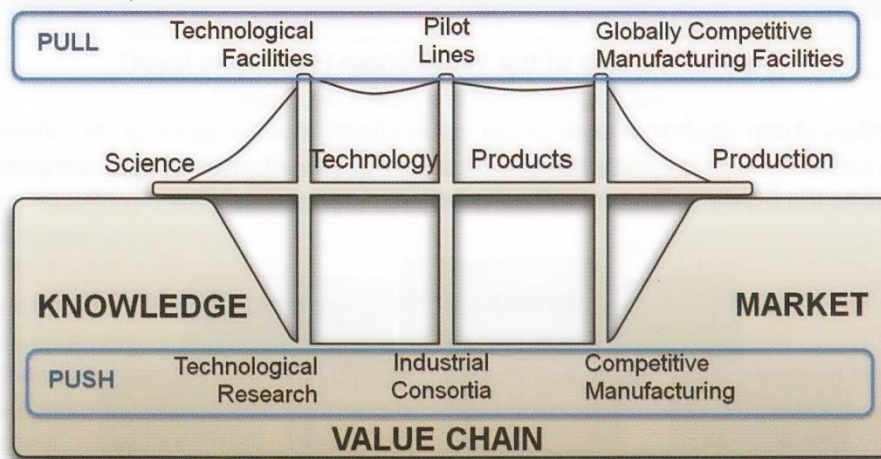 PULL
Technological
Facilities
Pilot
Lines
Globally Competitive
Manufacturing Facilities
Science
Technology
Products
Production
KNOWLEDGE
MARKET
PUSH
Technological
Research
Industrial
Consortia
Competitive
Manufacturing
VALUE CHAIN